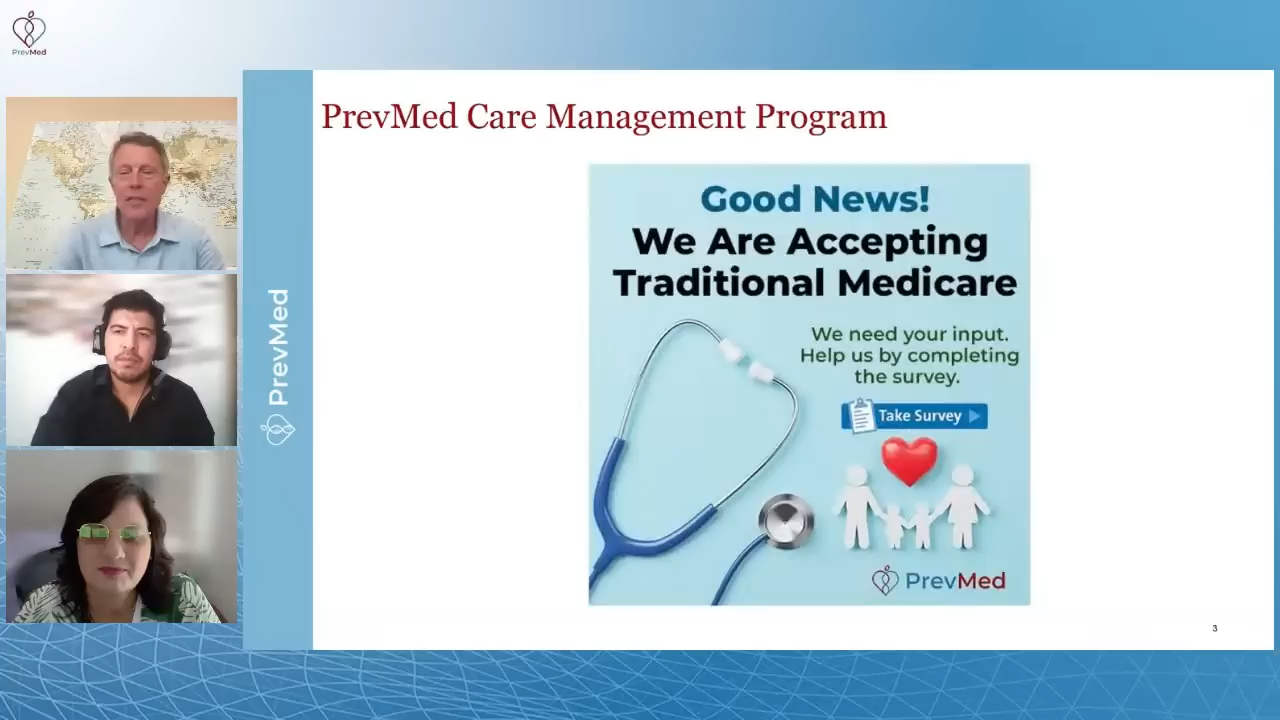 PrevMed
PrevMed Care Management Program
PrevMed
Good News!
We Are Accepting
Traditional Medicare
We need your input.
Help us by completing
the survey.
Take Survey
PrevMed
3